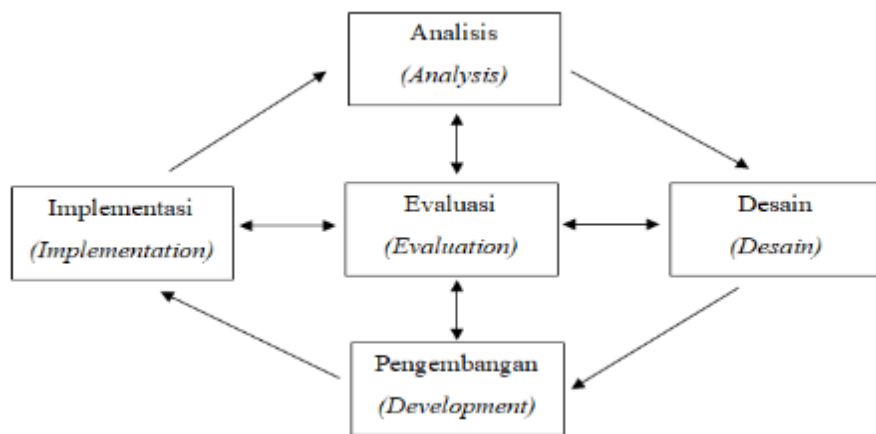 Analisis
(Analysis)
Implementasi
(Implementation)
Evaluasi
(Evaluation)
Desain
(Desain)
Pengembangan
(Development)